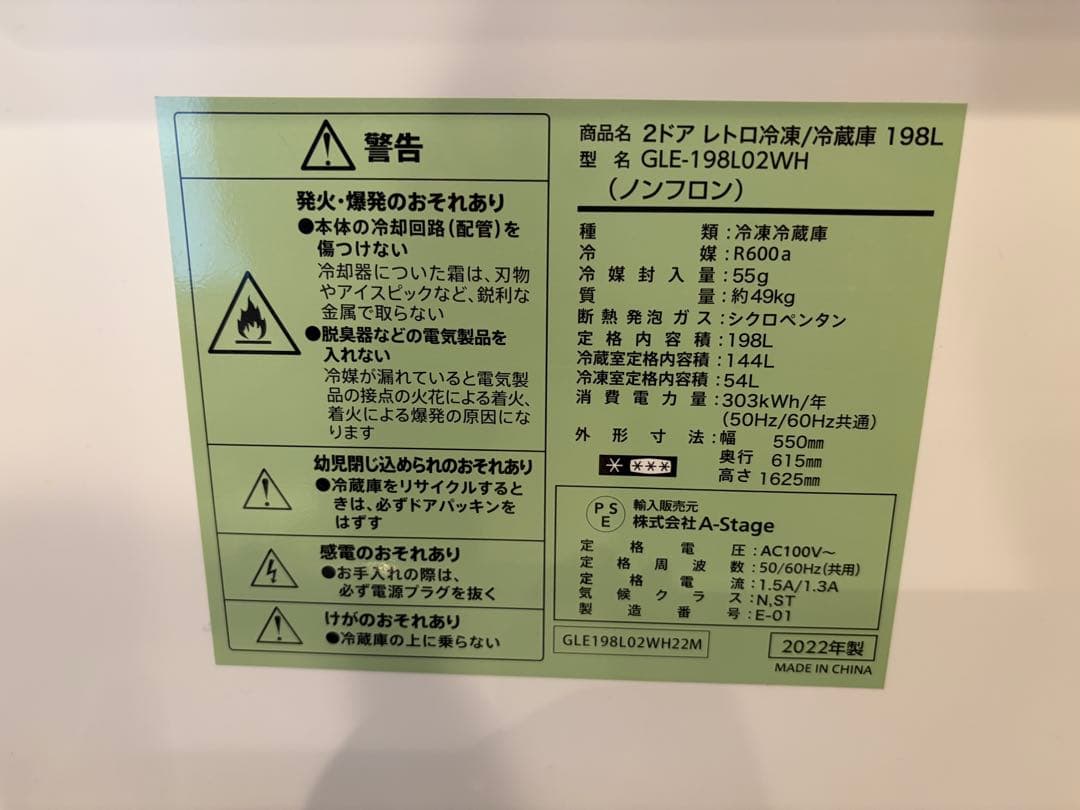 警告
発火・爆発のおそれあり
●本体の冷却回路(配管)を
傷つけない
冷却器についた霜は、刃物
やアイスピックなど、鋭利な
金属で取らない
●脱臭器などの電気製品を
入れない
冷媒が漏れていると電気製
品の接点の火花による着火、
着火による爆発の原因にな
ります
幼児閉じ込められのおそれあり
●冷蔵庫をリサイクルすると
きは、必ずドアパッキンを
はずす
感電のおそれあり
●お手入れの際は、
必ず電源プラグを抜く
けがのおそれあり
●冷蔵庫の上に乗らない
商品名 2ドア レトロ冷凍/冷蔵庫 198L
型 名 GLE-198L02WH
(ノンフロン)
種 類:冷凍冷蔵庫
冷 媒:R600a
冷媒封入量:55g
質 量:約49kg
断熱発泡ガス:シクロペンタン
定格内容積:198L
冷蔵室定格内容積:144L
冷凍室定格内容積:54L
消費電力量:303kWh/年
(50Hz/60Hz共通)
外形寸法:幅 550mm
奥行 615mm
高さ 1625mm
PS
E
輸入販売元
株式会社A-Stage
定格電圧:AC100V~
定格周波数:50/60Hz(共用)
定格電流:1.5A/1.3A
気候クラス:N,ST
製造番号:E-01
GLE198L02WH22M
2022年製
MADE IN CHINA